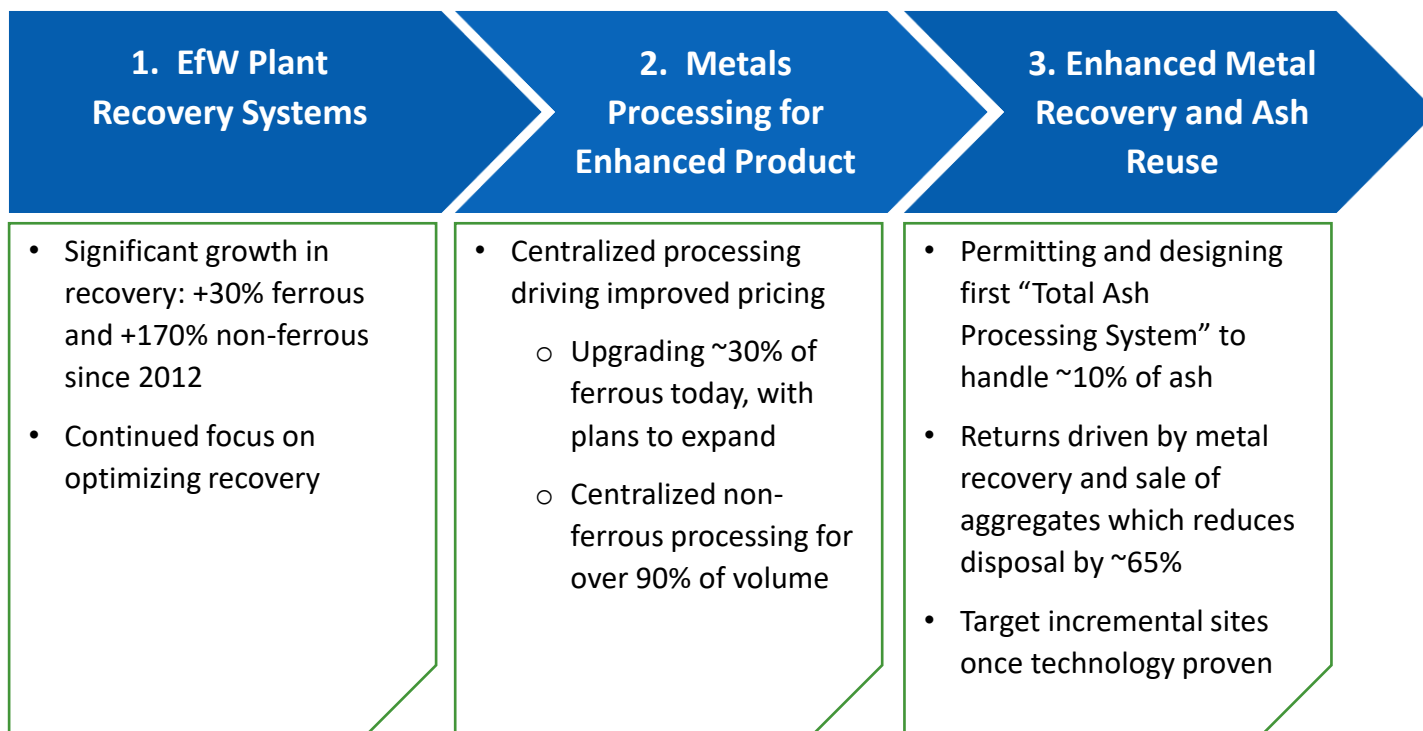 1. EfW Plant
Recovery Systems
• Significant growth in
recovery: +30% ferrous
and +170% non-ferrous
since 2012
• Continued focus on
optimizing recovery
2. Metals
Processing for
Enhanced Product
• Centralized processing
driving improved pricing
o Upgrading ~30% of
ferrous today, with
plans to expand
o Centralized non-
ferrous processing for
over 90% of volume
3. Enhanced Metal
Recovery and Ash
Reuse
• Permitting and designing
first “Total Ash
Processing System” to
handle ~10% of ash
• Returns driven by metal
recovery and sale of
aggregates which reduces
disposal by ~65%
• Target incremental sites
once technology proven